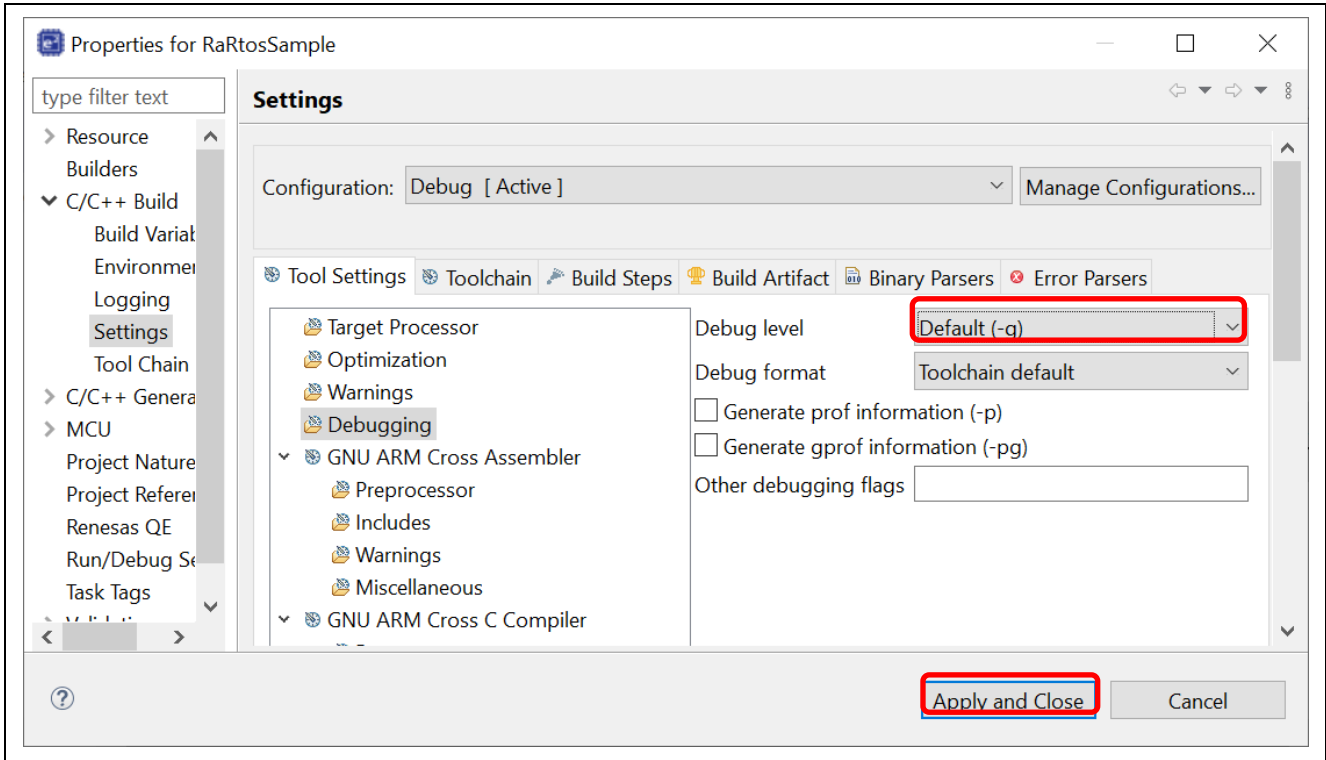 Properties for RaRtosSample
type filter text
Resource
Builders
C/C++ Build
Build Variab
Environmen
Logging
Settings
Tool Chain
C/C++ Genera
MCU
Project Nature
Project Referen
Renesas QE
Run/Debug Se
Task Tags
Settings
Configuration: Debug [ Active ]
Manage Configurations...
Tool Settings Toolchain Build Steps Build Artifact Binary Parsers Error Parsers
Target Processor
Optimization
Warnings
Debugging
GNU ARM Cross Assembler
Preprocessor
Includes
Warnings
Miscellaneous
GNU ARM Cross C Compiler
Debug level Default (-g)
Debug format Toolchain default
Generate prof information (-p)
Generate gprof information (-pg)
Other debugging flags
Apply and Close
Cancel